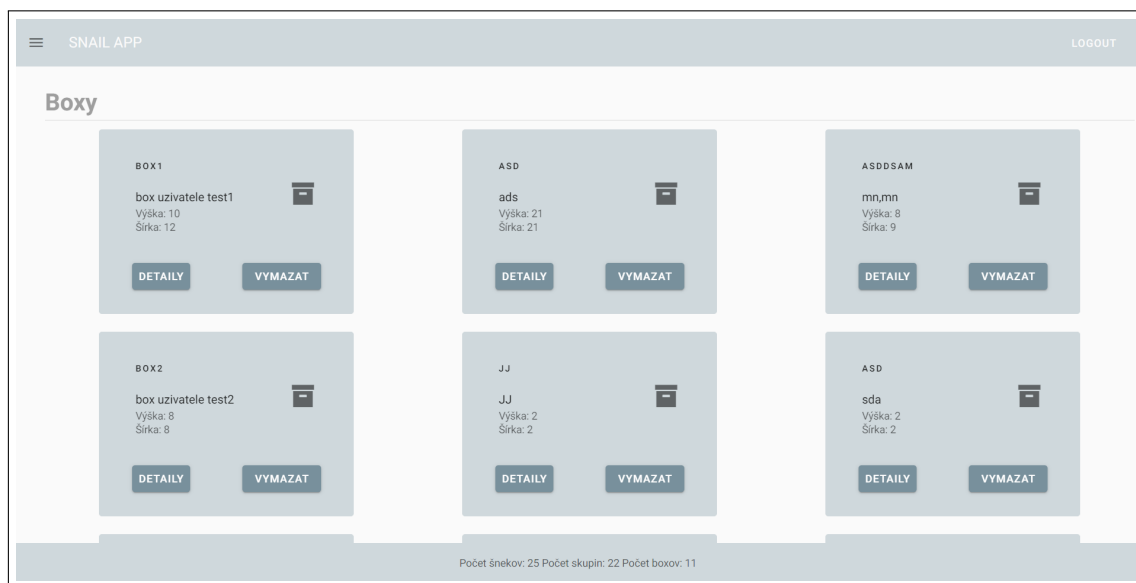 SNAIL APP
LOGOUT
Boxy
BOX1
box uzivatele test1
Výška: 10
Šírka: 12
DETAILY VYMAZAT
ASD
ads
Výška: 21
Šírka: 21
DETAILY VYMAZAT
ASDDSAM
mn,mn
Výška: 8
Šírka: 9
DETAILY VYMAZAT
BOX2
box uzivatele test2
Výška: 8
Šírka: 8
DETAILY VYMAZAT
JJ
JJ
Výška: 2
Šírka: 2
DETAILY VYMAZAT
ASD
sda
Výška: 2
Šírka: 2
DETAILY VYMAZAT
Počet šnekov: 25 Počet skupin: 22 Počet boxov: 11